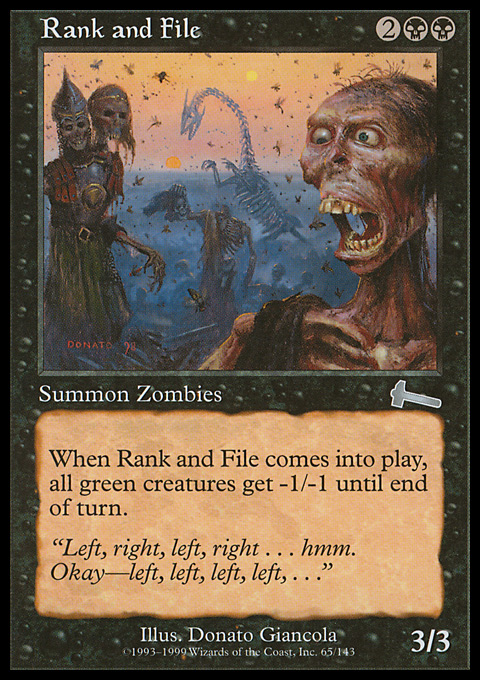 Rank and File 2
DONATO 98
Summon Zombies
When Rank and File comes into play,
all green creatures get -1/-1 until end
of turn.
“Left, right, left, right . . . hmm.
Okay—left, left, left, left, . . .”
Illus. Donato Giancola
©1993–1999 Wizards of the Coast, Inc. 65/143
3/3